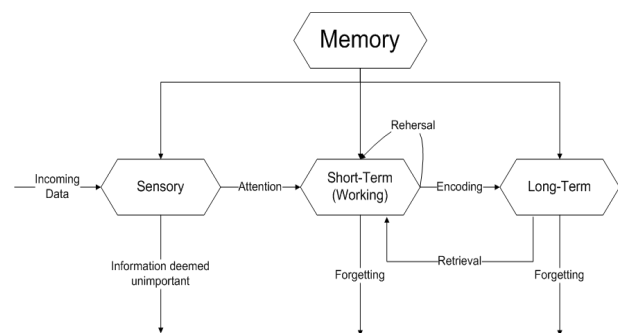 Memory
Rehersal
Incoming
Data
Sensory
Attention
Short-Term
(Working)
Encoding
Long-Term
Information deemed
unimportant
Forgetting
Retrieval
Forgetting